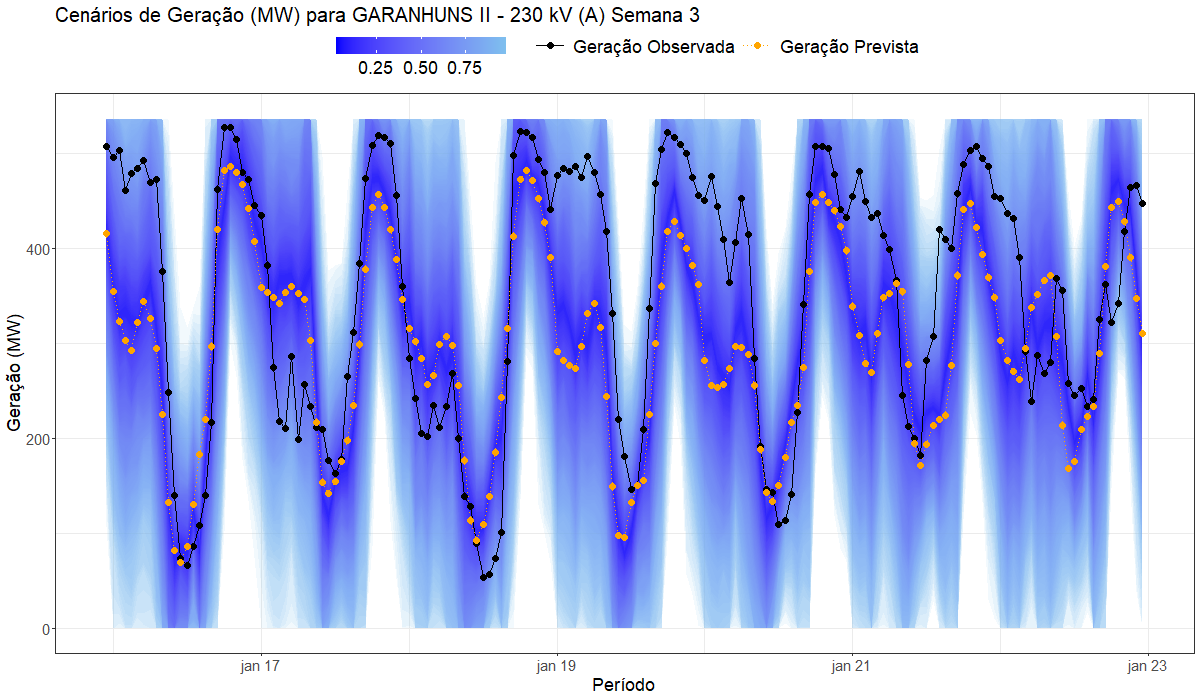 Cenários de Geração (MW) para GARANHUNS II - 230 kV (A) Semana 3
0.25 0.50 0.75
Geração Observada
Geração Prevista
Geração (MW)
400
200
0
jan 17
jan 19
jan 21
jan 23
Período